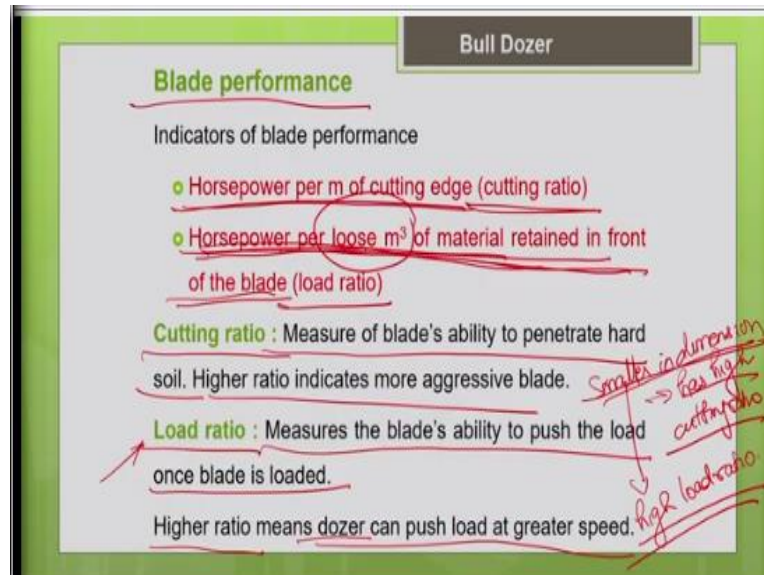 Bull Dozer
Blade performance
Indicators of blade performance
Horsepower per m of cutting edge (cutting ratio)
Horsepower per loose m³ of material retained in front
of the blade (load ratio)
Cutting ratio : Measure of blade's ability to penetrate hard
soil. Higher ratio indicates more aggressive blade.
Load ratio : Measures the blade's ability to push the load
once blade is loaded.
Higher ratio means dozer can push load at greater speed.
Smaller in dimension
→ has high
cutting ratio
high load ratio.